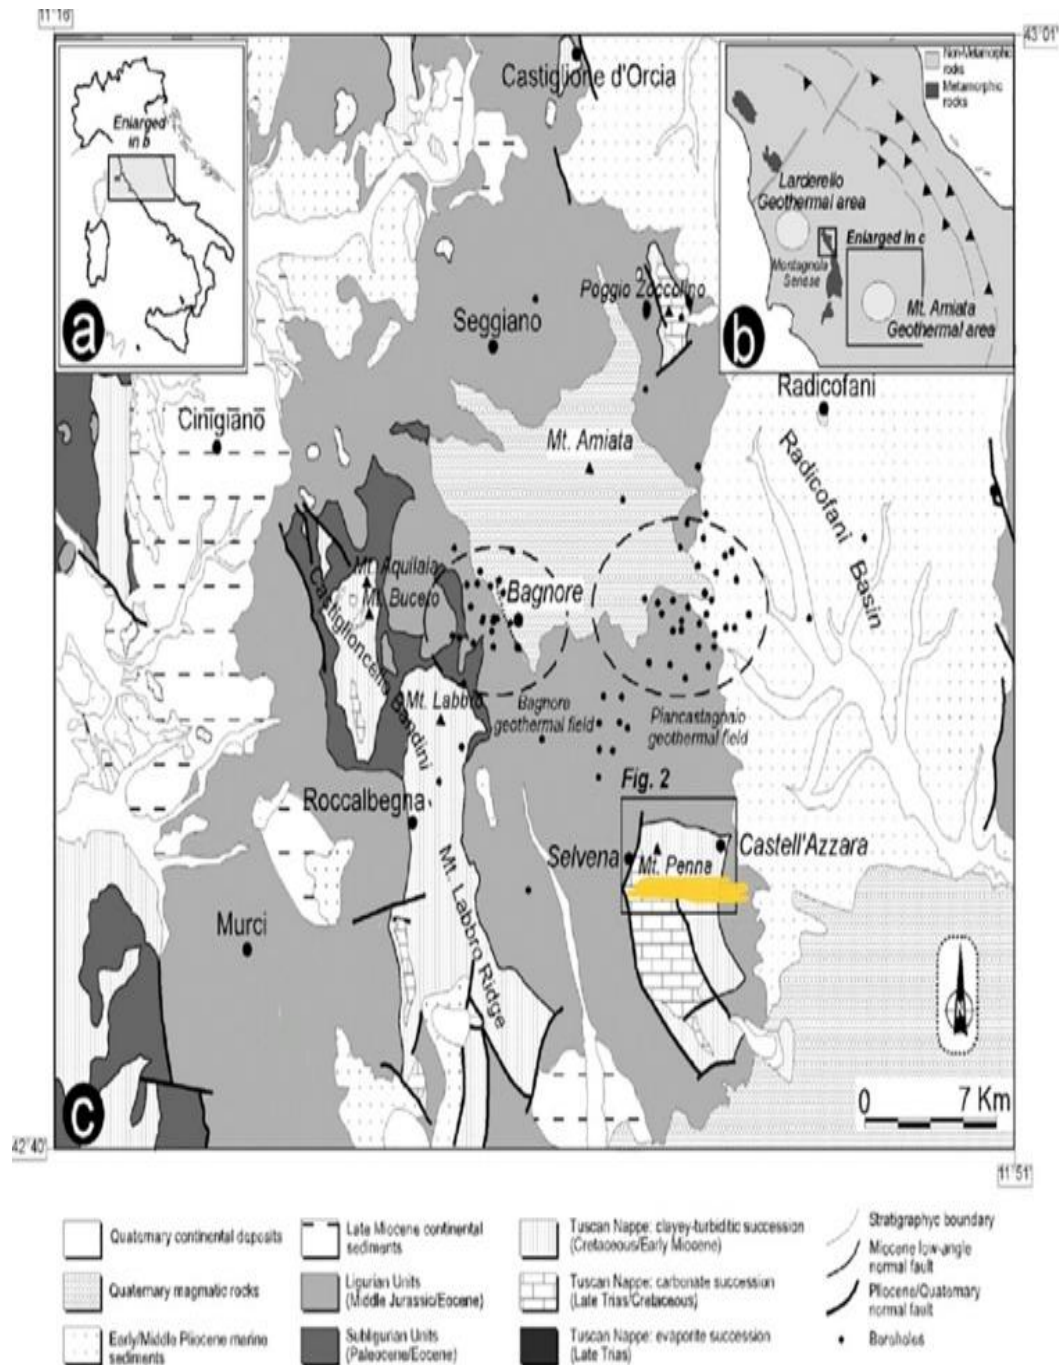 11°16'
43°01'
Enlarged
in b
a
Non-Metamorphic
rocks
Metamorphic
rocks
Larderello
Geothermal area
Enlarged in c
Montagnola
Senese
Mt. Amiata
Geothermal area
b
Castiglione d'Orcia
Poggio Zoccolino
Seggiano
Radicofani
Cinigiano
Mt. Amiata
Radicofani Basin
Mt. Aquilaia
Mt. Buceto
Bagnore
Castiglioncello Bandini
Mt. Labbro
Bagnore
geothermal field
Piancastagnaio
geothermal field
Fig. 2
Roccalbegna
Selvena
Castell'Azzara
Mt. Penna
Mt. Labbro Ridge
Murci
N
c
0 7 Km
42°40'
11°51'
Quaternary continental deposits
Quaternary magmatic rocks
Early/Middle Pliocene marine
sediments
Late Miocene continental
sediments
Ligurian Units
(Middle Jurassic/Eocene)
Subligurian Units
(Paleocene/Eocene)
Tuscan Nappe: clayey-turbiditic succession
(Cretaceous/Early Miocene)
Tuscan Nappe: carbonate succession
(Late Trias/Cretaceous)
Tuscan Nappe: evaporite succession
(Late Trias)
Stratigraphyc boundary
Miocene low-angle
normal fault
Pliocene/Quaternary
normal fault
Boreholes